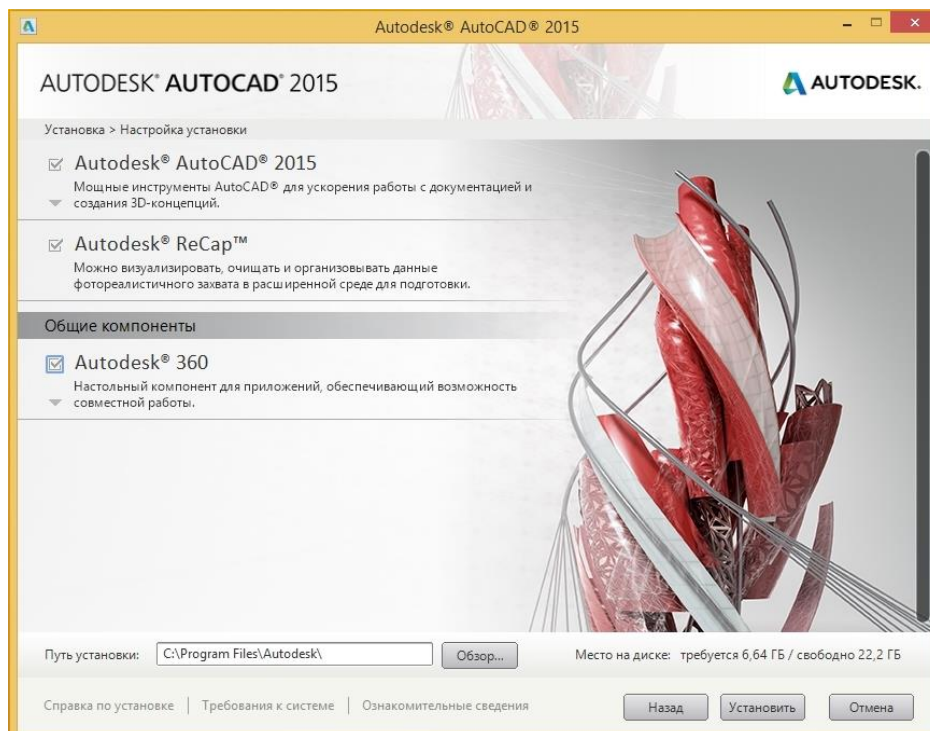 Autodesk® AutoCAD® 2015
AUTODESK® AUTOCAD® 2015
AUTODESK.
Установка > Настройка установки
Autodesk® AutoCAD® 2015
Мощные инструменты AutoCAD® для ускорения работы с документацией и
создания 3D-концепций.
Autodesk® ReCap™
Можно визуализировать, очищать и организовывать данные
фотореалистичного захвата в расширенной среде для подготовки.
Общие компоненты
Autodesk® 360
Настольный компонент для приложений, обеспечивающий возможность
совместной работы.
Путь установки: C:\Program Files\Autodesk\ Обзор... Место на диске: требуется 6,64 ГБ / свободно 22,2 ГБ
Справка по установке | Требования к системе | Ознакомительные сведения Назад Установить Отмена